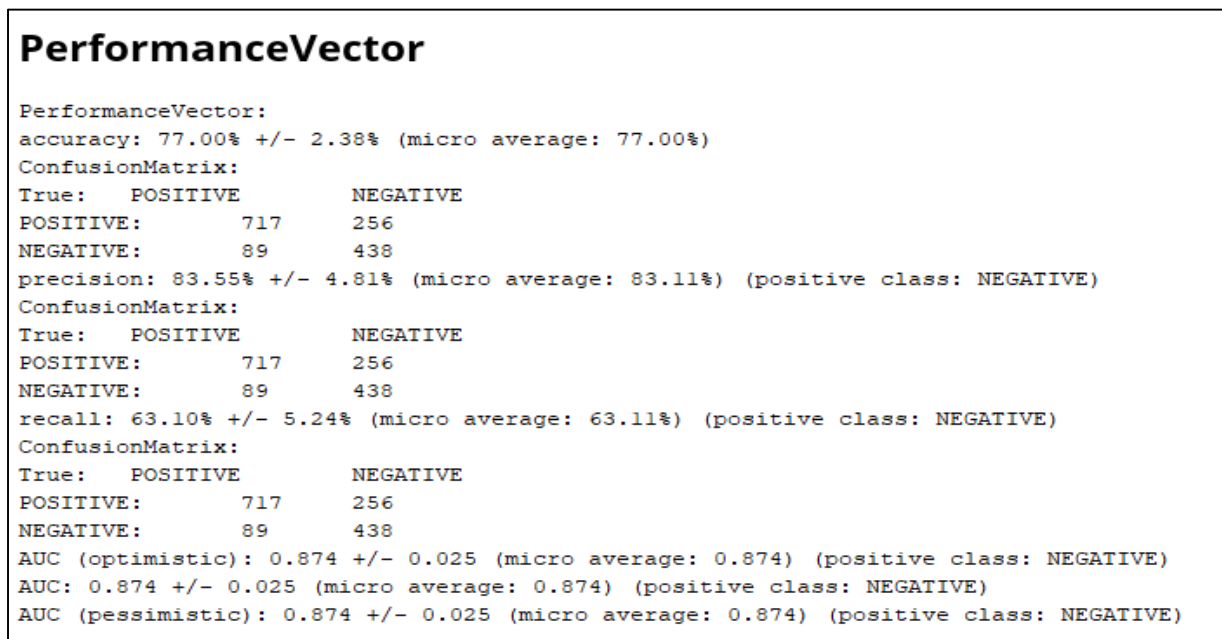 PerformanceVector
PerformanceVector:
accuracy: 77.00% +/- 2.38% (micro average: 77.00%)
ConfusionMatrix:
True: POSITIVE NEGATIVE
POSITIVE: 717 256
NEGATIVE: 89 438
precision: 83.55% +/- 4.81% (micro average: 83.11%) (positive class: NEGATIVE)
ConfusionMatrix:
True: POSITIVE NEGATIVE
POSITIVE: 717 256
NEGATIVE: 89 438
recall: 63.10% +/- 5.24% (micro average: 63.11%) (positive class: NEGATIVE)
ConfusionMatrix:
True: POSITIVE NEGATIVE
POSITIVE: 717 256
NEGATIVE: 89 438
AUC (optimistic): 0.874 +/- 0.025 (micro average: 0.874) (positive class: NEGATIVE)
AUC: 0.874 +/- 0.025 (micro average: 0.874) (positive class: NEGATIVE)
AUC (pessimistic): 0.874 +/- 0.025 (micro average: 0.874) (positive class: NEGATIVE)